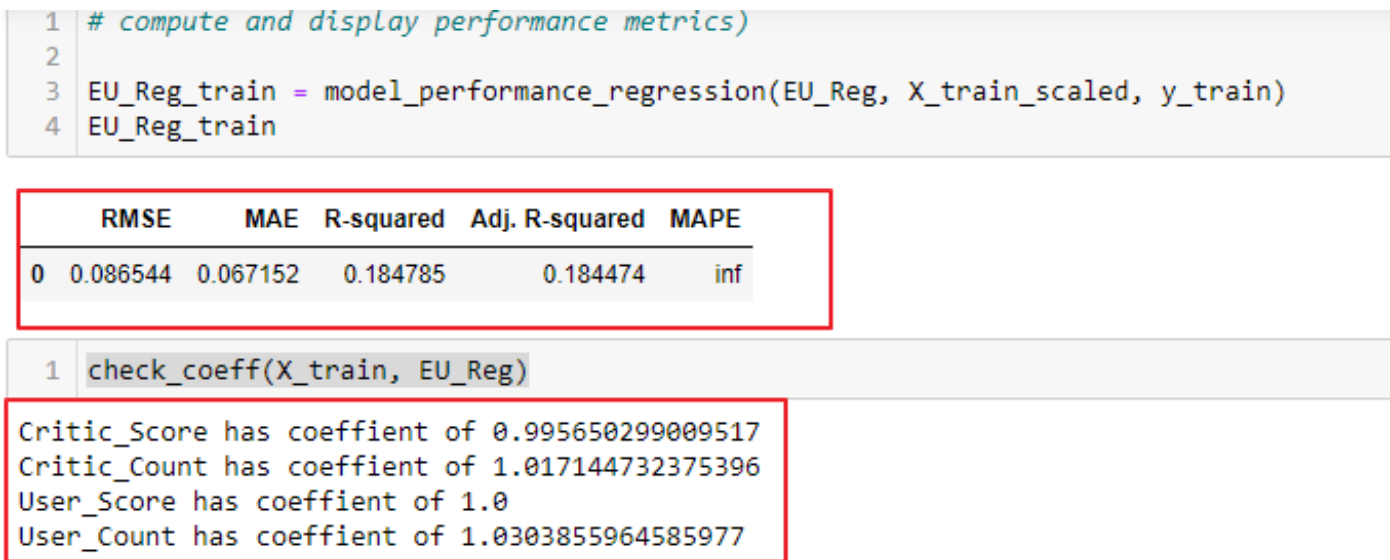 1 # compute and display performance metrics)
2
3 EU_Reg_train = model_performance_regression(EU_Reg, X_train_scaled, y_train)
4 EU_Reg_train
RMSE MAE R-squared Adj. R-squared MAPE
0 0.086544 0.067152 0.184785 0.184474 inf
1 check_coeff(X_train, EU_Reg)
Critic_Score has coeffient of 0.995650299009517
Critic_Count has coeffient of 1.017144732375396
User_Score has coeffient of 1.0
User_Count has coeffient of 1.0303855964585977